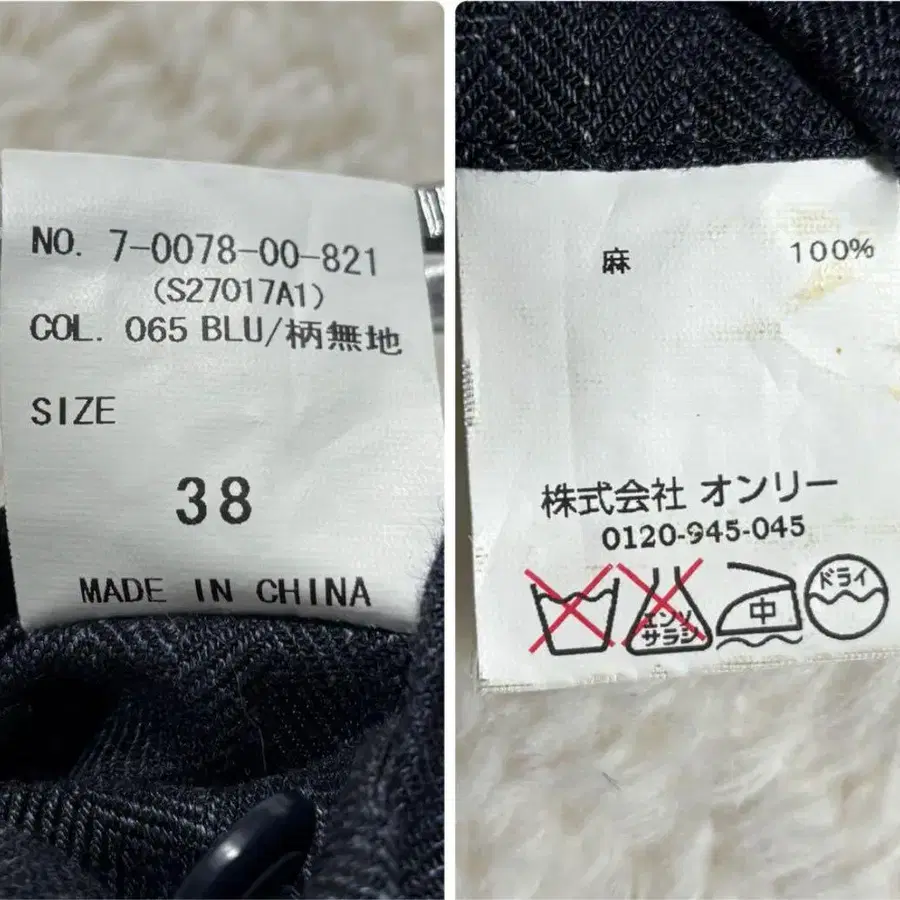 NO. 7-0078-00-821
(S27017A1)
COL. 065 BLU/柄無地
SIZE
38
MADE IN CHINA
麻 100%
株式会社 オンリー
0120-945-045
エンソ
サラシ
中
ドライ